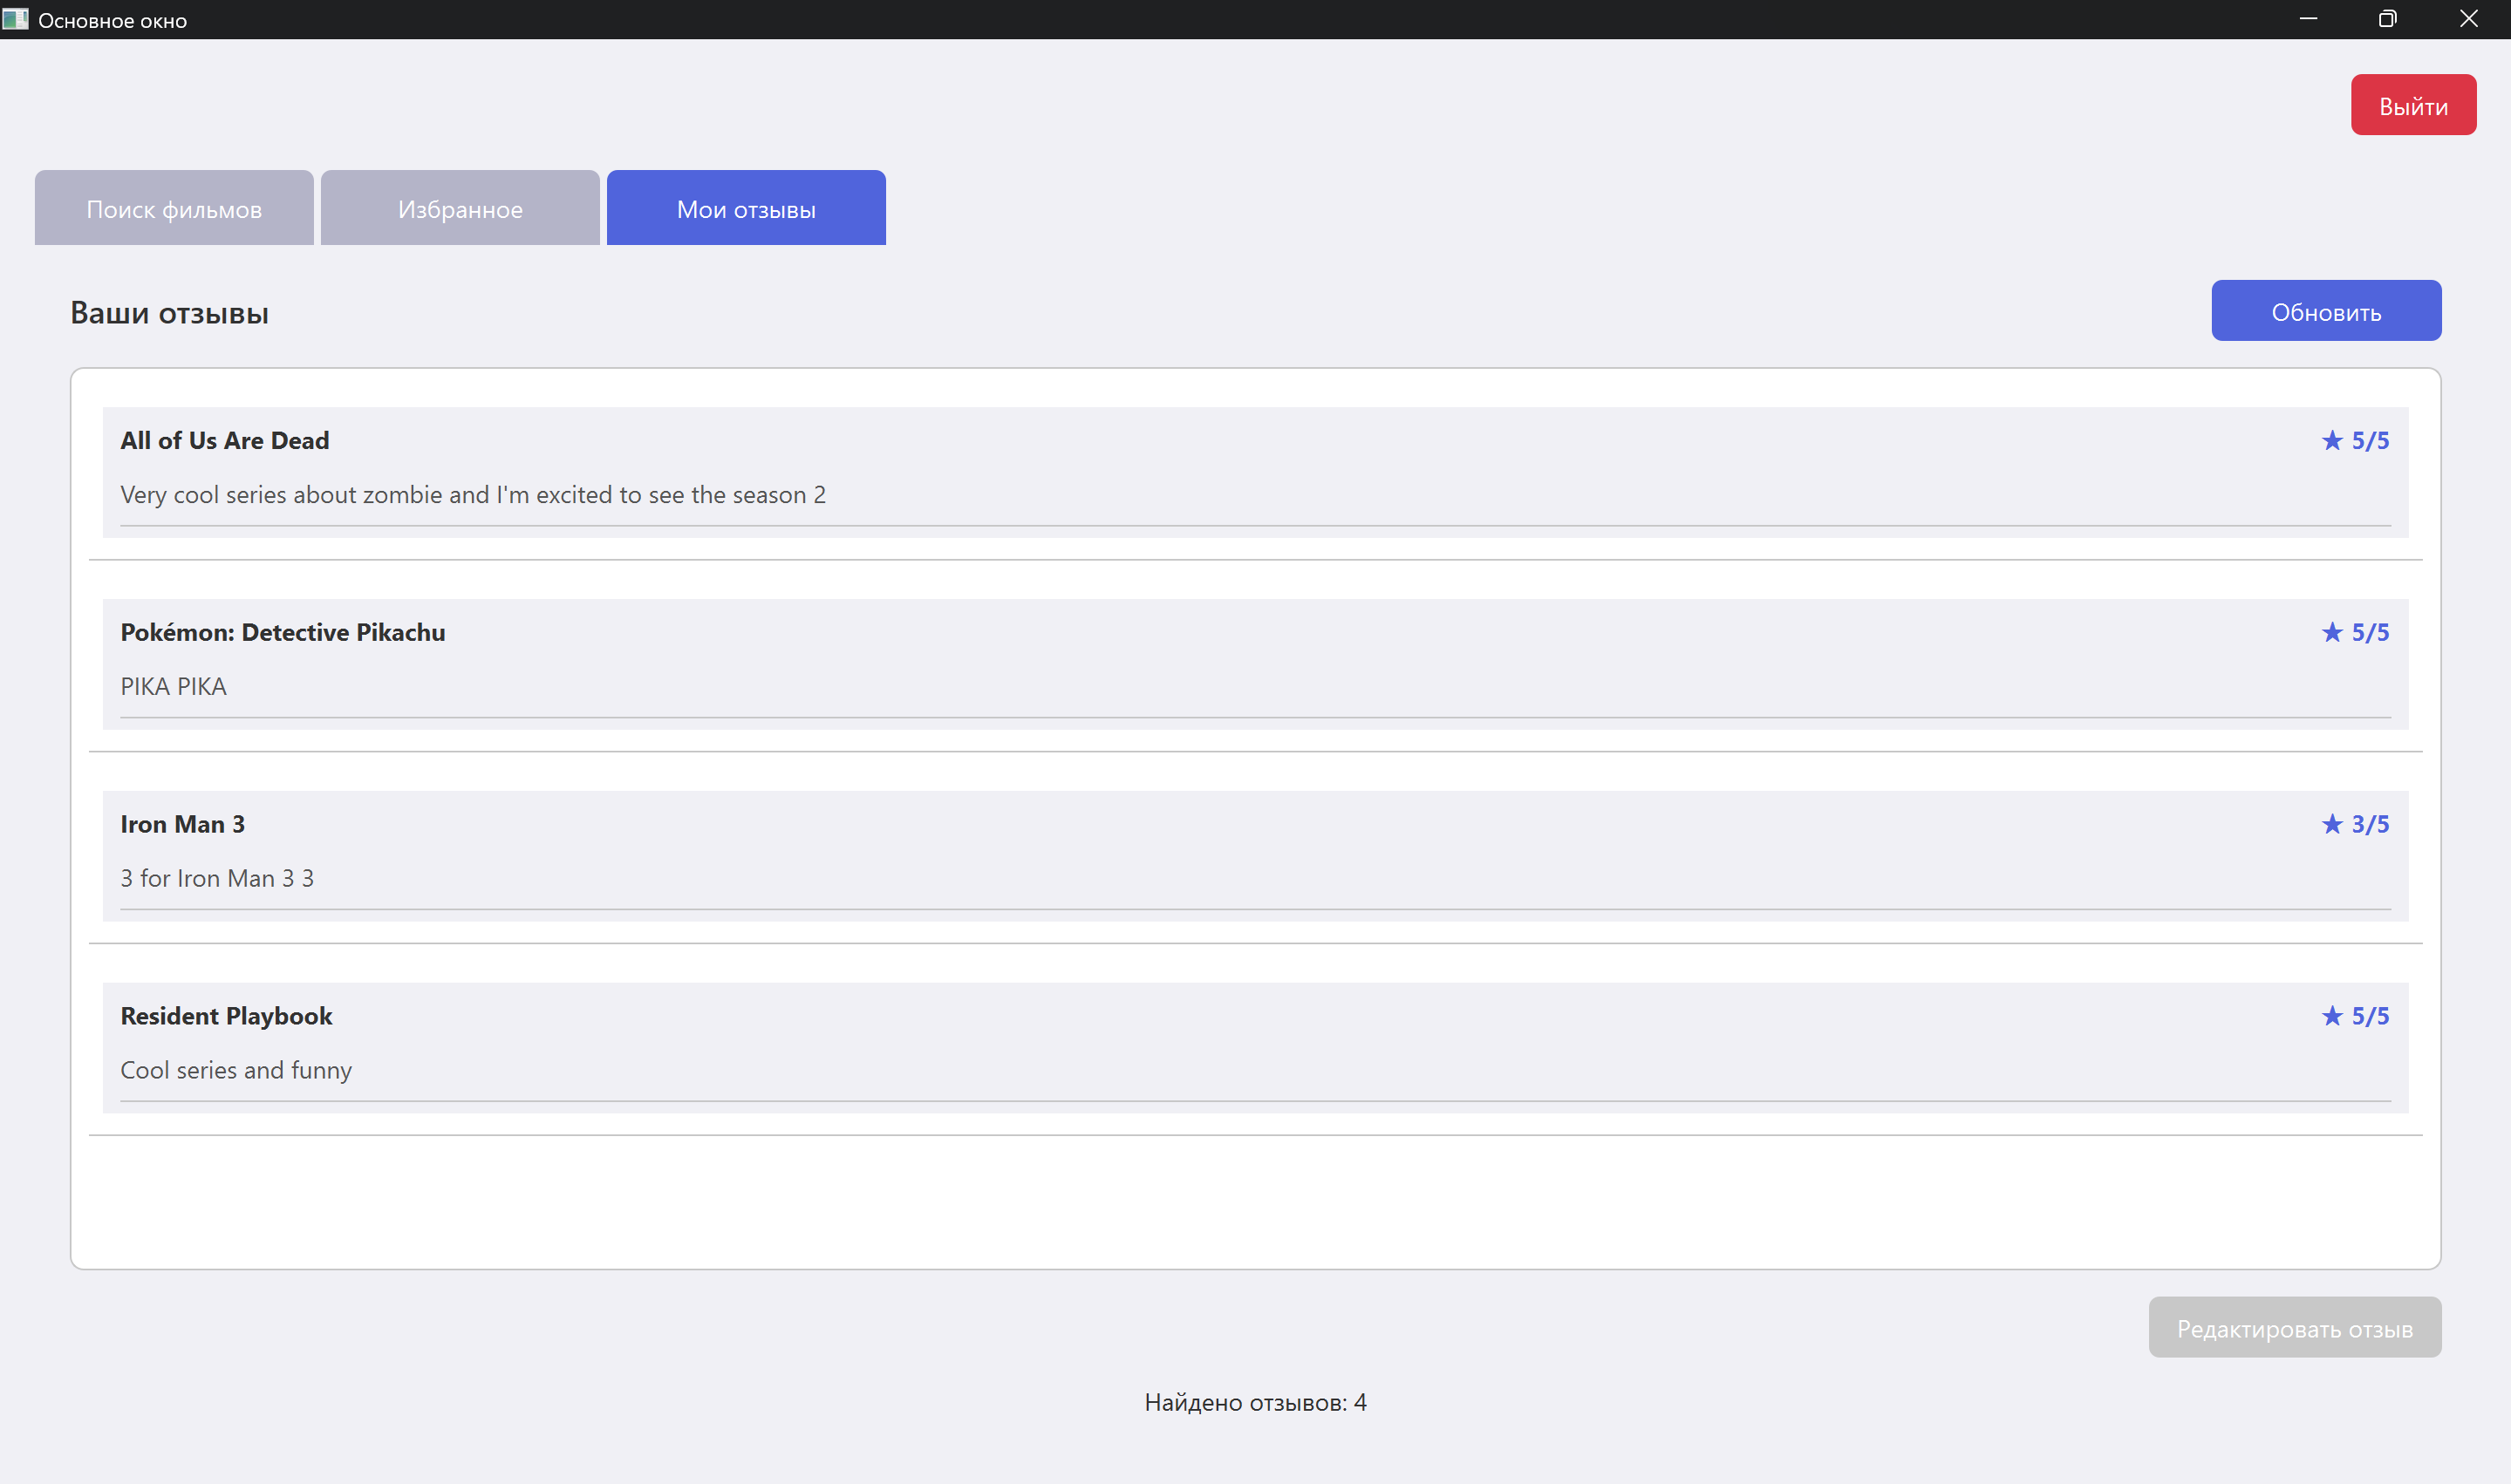 Основное окно
Выйти
Поиск фильмов
Избранное
Мои отзывы
Ваши отзывы
Обновить
All of Us Are Dead
★ 5/5
Very cool series about zombie and I'm excited to see the season 2
Pokémon: Detective Pikachu
★ 5/5
PIKA PIKA
Iron Man 3
★ 3/5
3 for Iron Man 3 3
Resident Playbook
★ 5/5
Cool series and funny
Редактировать отзыв
Найдено отзывов: 4